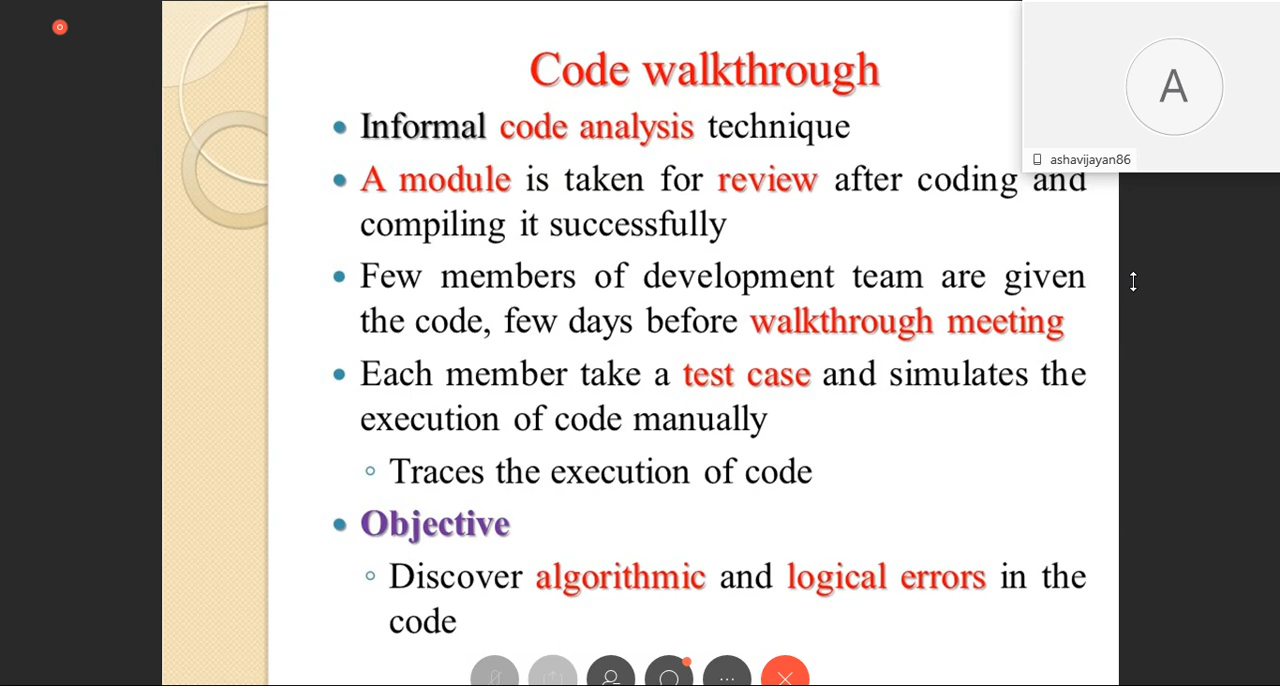 Code walkthrough
A
ashavijayan86
• Informal code analysis technique
• A module is taken for review after coding and
compiling it successfully
• Few members of development team are given
the code, few days before walkthrough meeting
• Each member take a test case and simulates the
execution of code manually
◦ Traces the execution of code
• Objective
◦ Discover algorithmic and logical errors in the
code